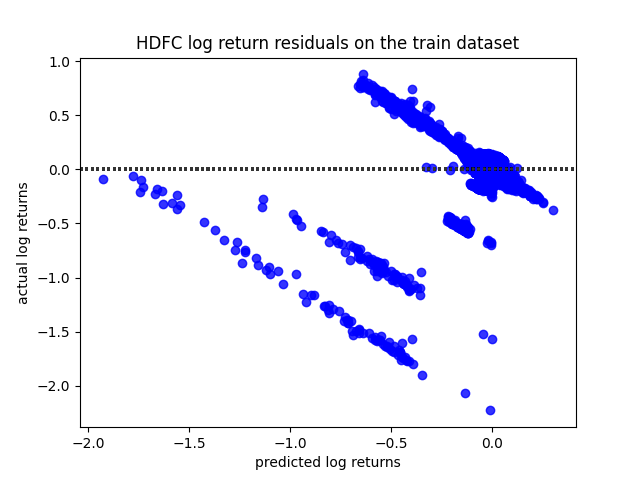 HDFC log return residuals on the train dataset
actual log returns
1.0
0.5
0.0
−0.5
−1.0
−1.5
−2.0
−2.0 −1.5 −1.0 −0.5 0.0
predicted log returns